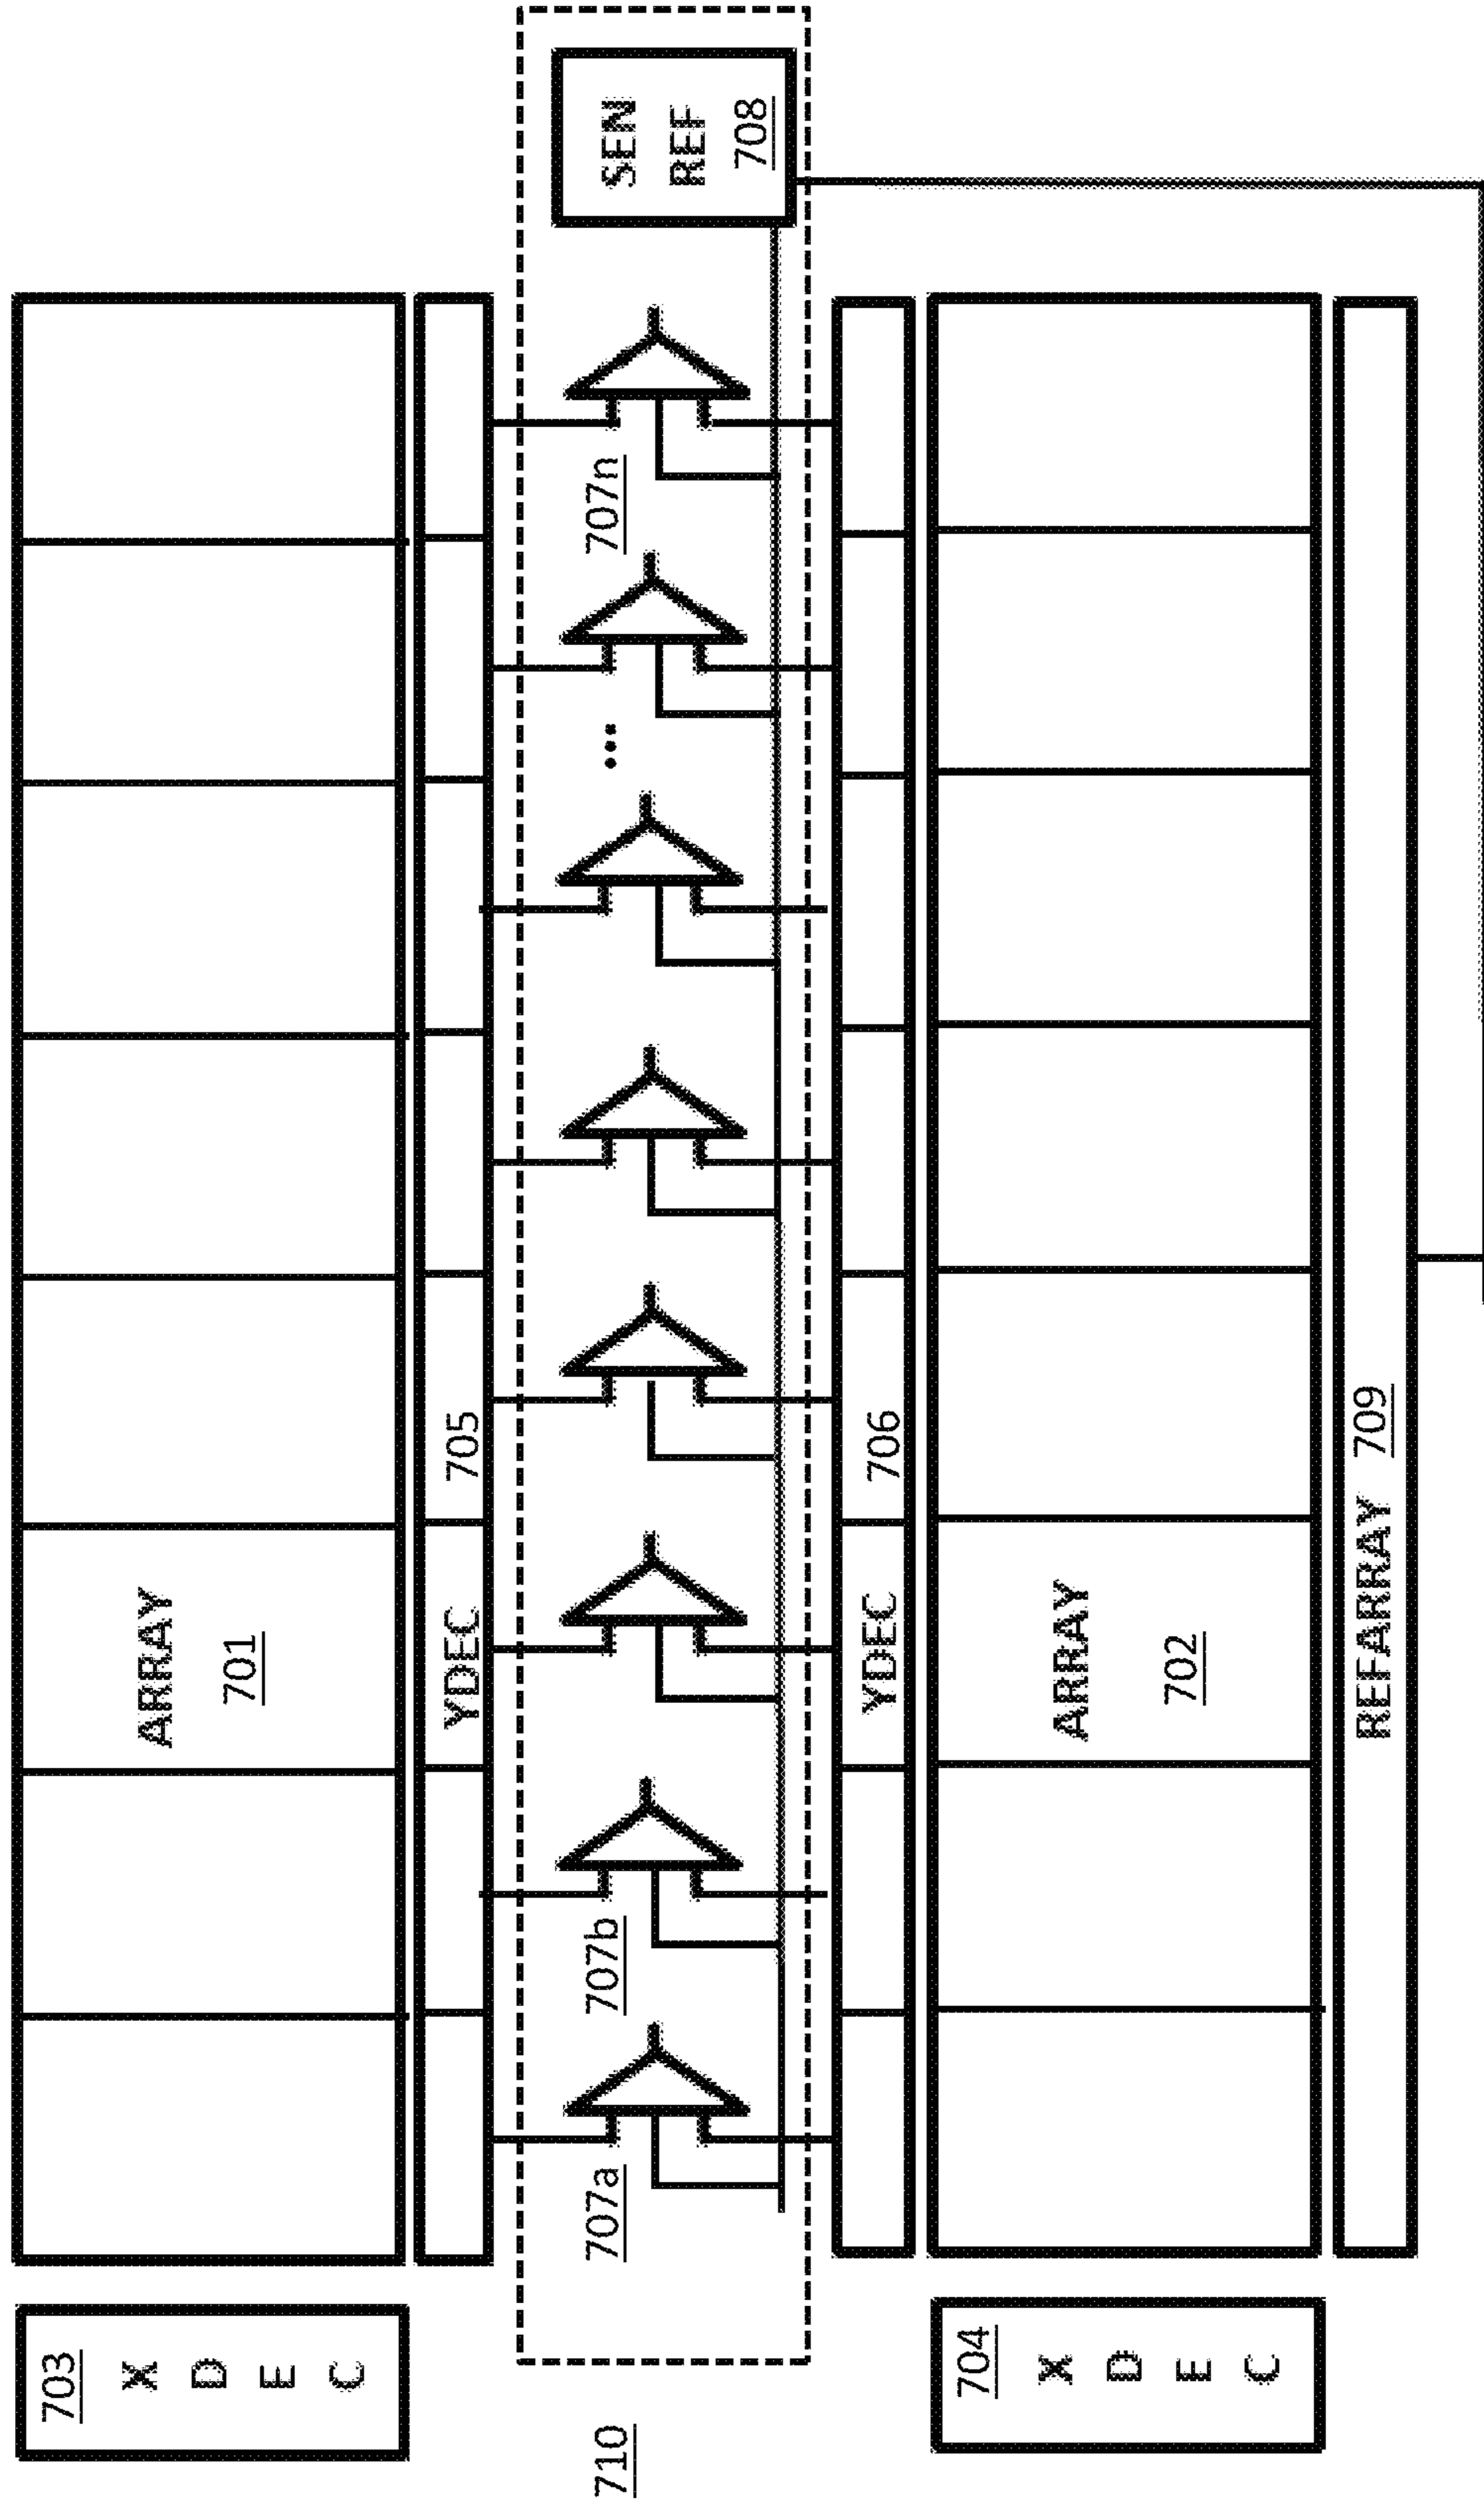 703
X
D
E
C
ARRAY
701
YDEC 705
710
707a
707b
...
707n
SEN
REF
708
YDEC 706
704
X
D
E
C
ARRAY
702
REFARRAY 709